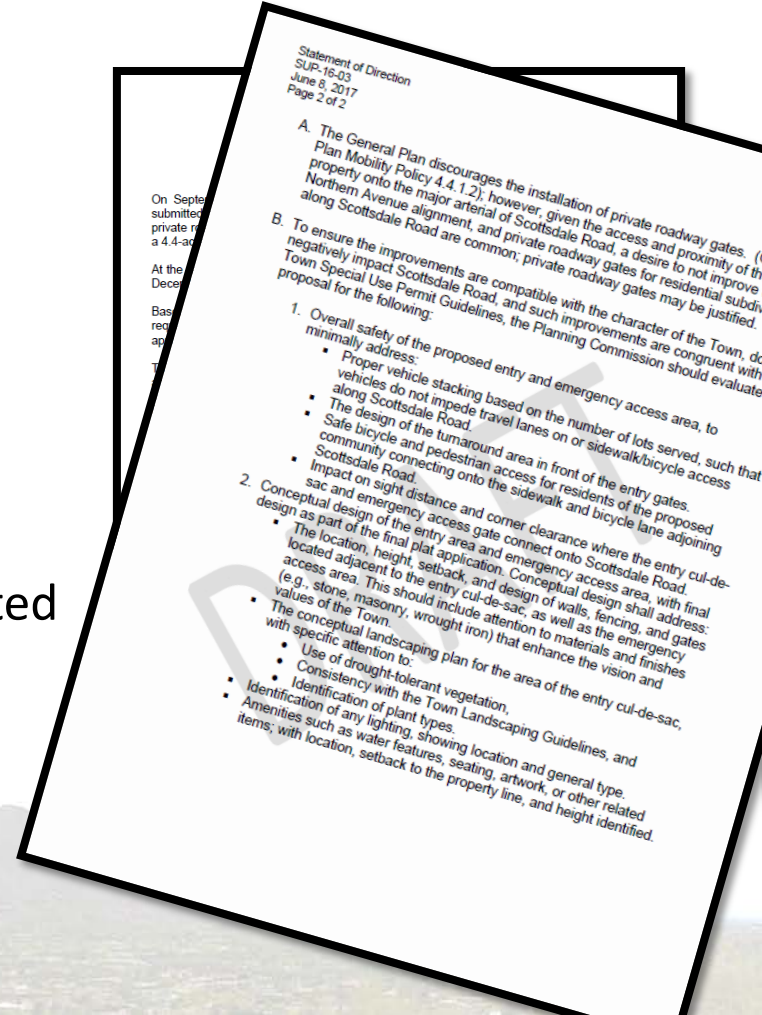 Statement of Direction
SUP-16-03
June 8, 2017
Page 2 of 2
A. The General Plan discourages the installation of private roadway gates. (
Plan Mobility Policy 4.4.1.2); however, given the access and proximity of th
property onto the major arterial of Scottsdale Road, a desire to not improve
Northern Avenue alignment, and private roadway gates for residential subdiv
along Scottsdale Road are common; private roadway gates may be justified.
B. To ensure the improvements are compatible with the character of the Town, do
negatively impact Scottsdale Road, and such improvements are congruent with
Town Special Use Permit Guidelines, the Planning Commission should evaluate
proposal for the following:
1. Overall safety of the proposed entry and emergency access area, to
minimally address:
▪ Proper vehicle stacking based on the number of lots served, such that
vehicles do not impede travel lanes on or sidewalk/bicycle access
along Scottsdale Road.
▪ The design of the turnaround area in front of the entry gates.
▪ Safe bicycle and pedestrian access for residents of the proposed
community connecting onto the sidewalk and bicycle lane adjoining
Scottsdale Road.
▪ Impact on sight distance and corner clearance where the entry cul-de-
sac and emergency access gate connect onto Scottsdale Road.
2. Conceptual design of the entry area and emergency access area, with final
design as part of the final plat application. Conceptual design shall address:
▪ The location, height, setback, and design of walls, fencing, and gates
located adjacent to the entry cul-de-sac, as well as the emergency
access area. This should include attention to materials and finishes
(e.g., stone, masonry, wrought iron) that enhance the vision and
values of the Town.
▪ The conceptual landscaping plan for the area of the entry cul-de-sac,
with specific attention to:
• Use of drought-tolerant vegetation,
• Consistency with the Town Landscaping Guidelines, and
• Identification of plant types.
▪ Identification of any lighting, showing location and general type.
▪ Amenities such as water features, seating, artwork, or other related
items; with location, setback to the property line, and height identified.
DRAFT
On Septe
submitted
private ro
a 4.4-ac
At the
Decem
Bas
req
ap
T
ted